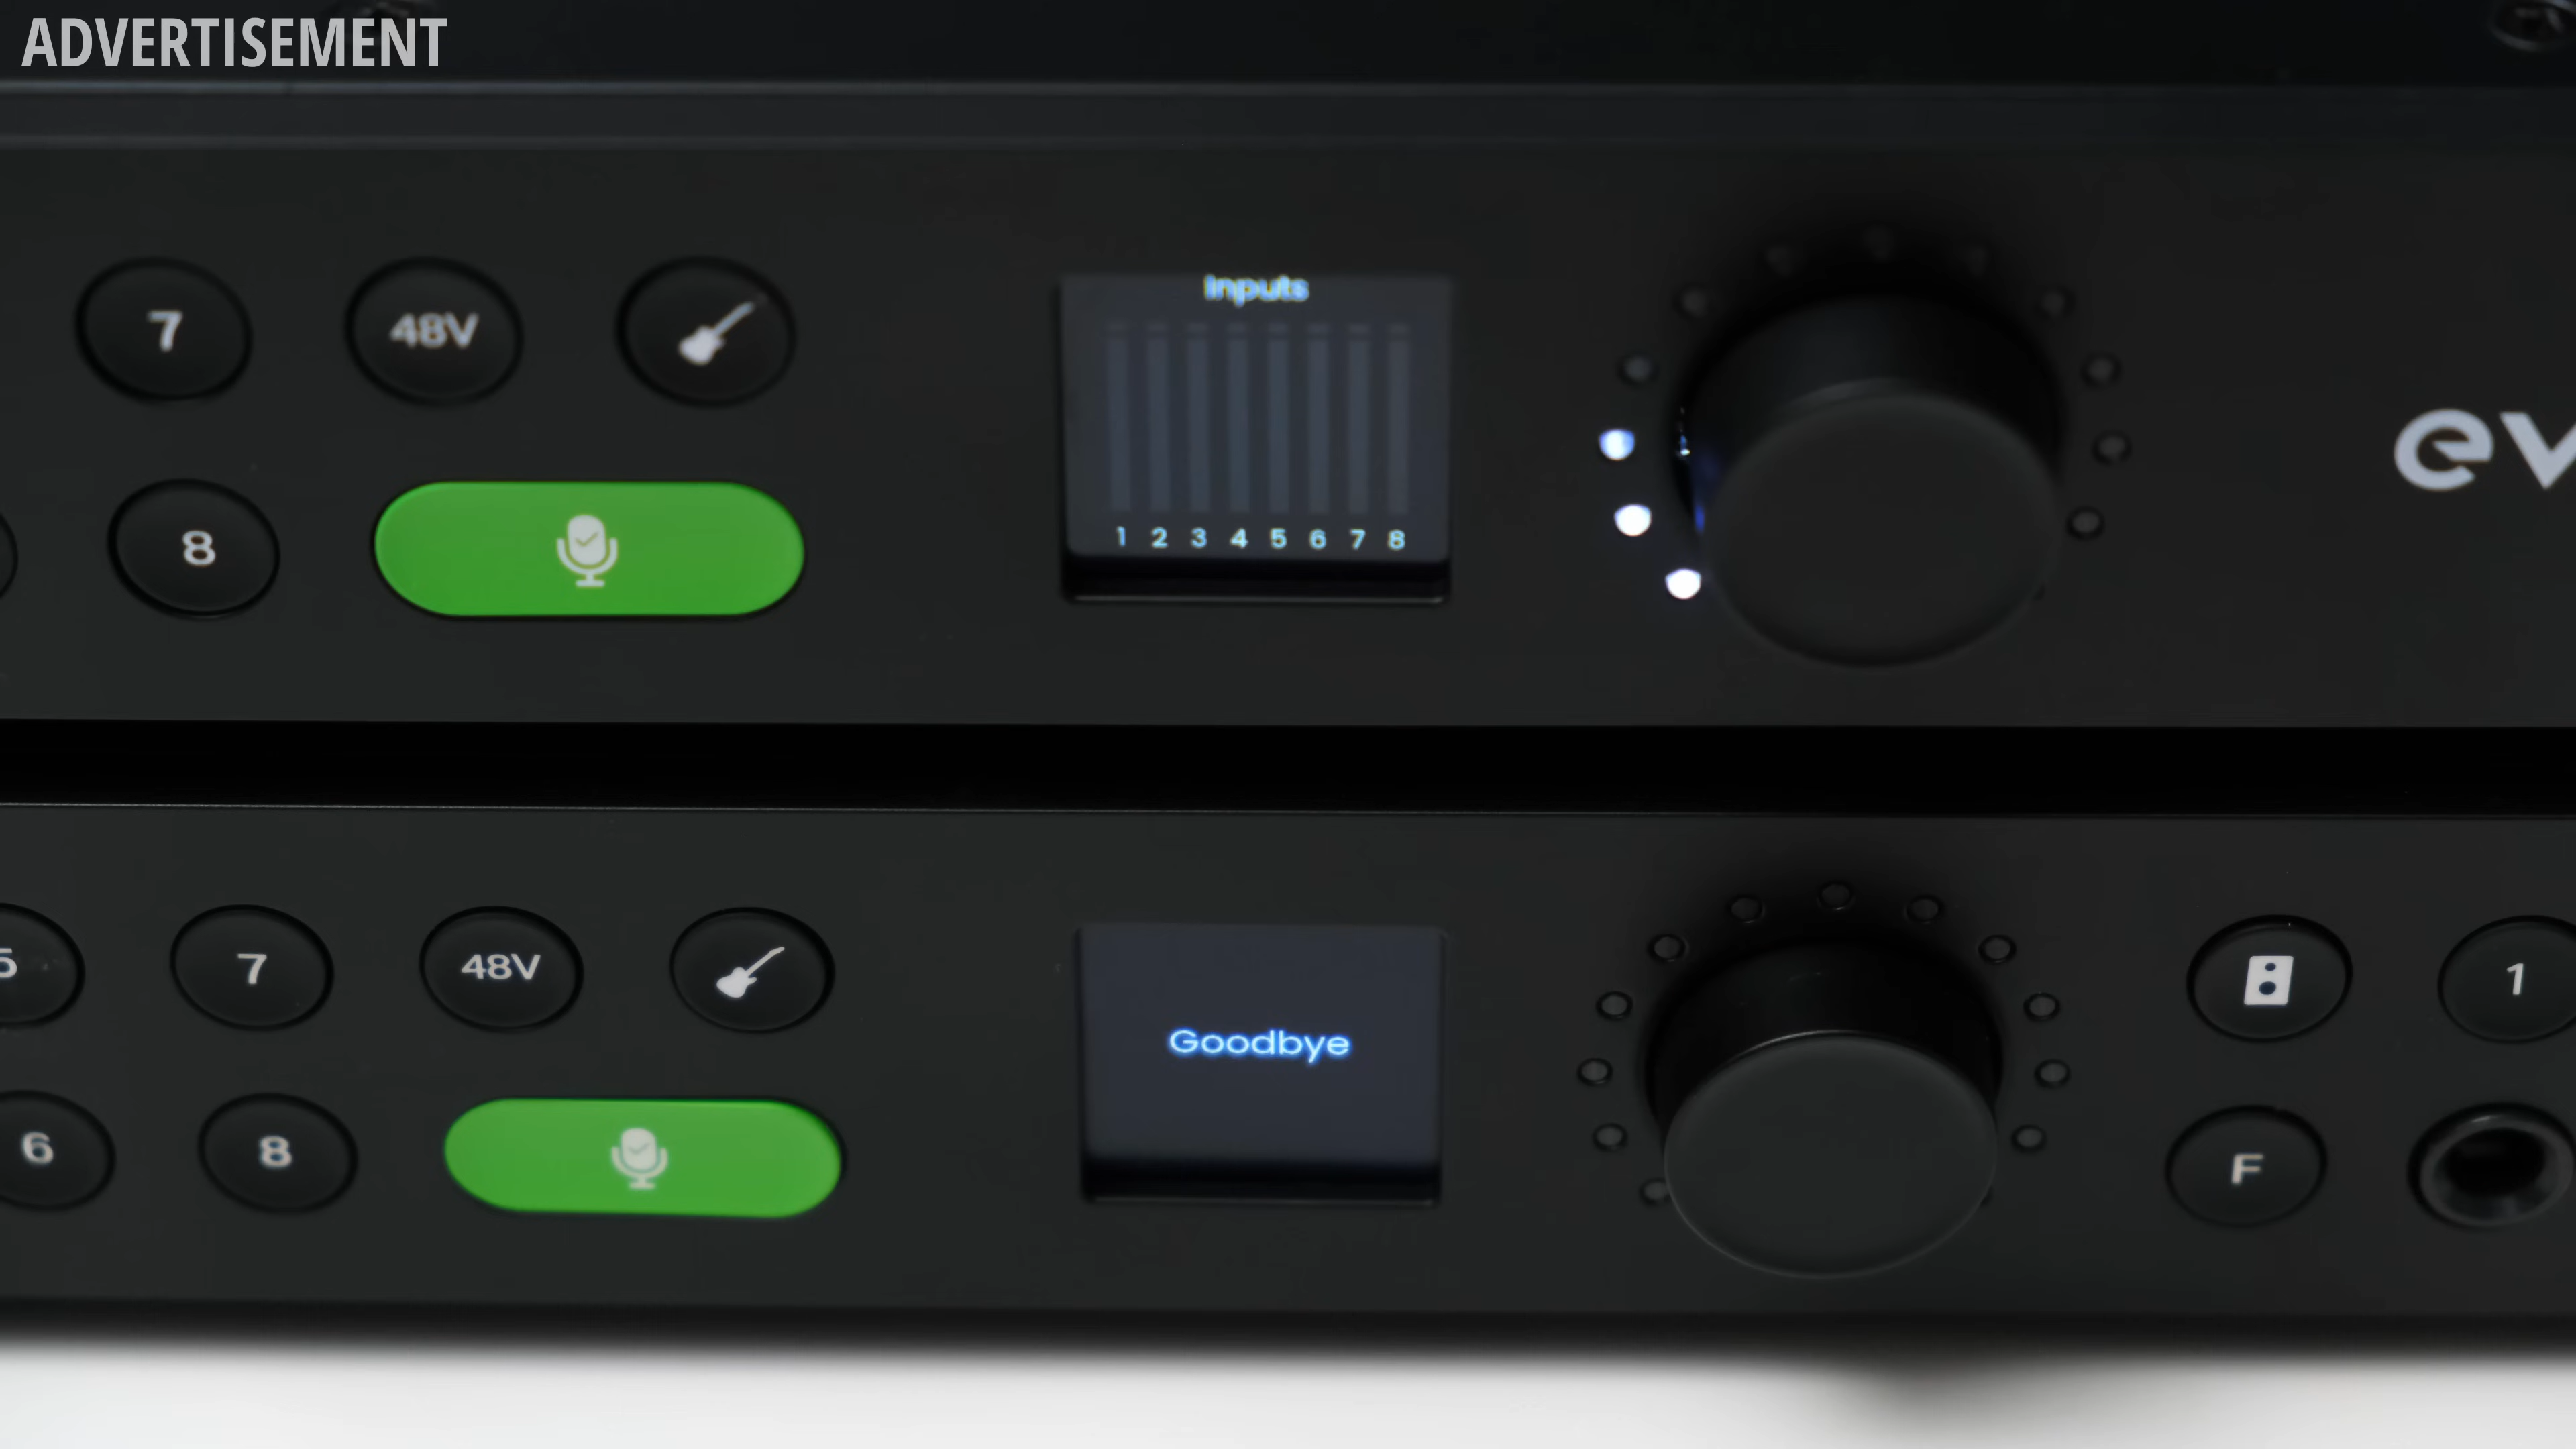 ADVERTISEMENT
7 48V
Inputs
8
1 2 3 4 5 6 7 8
ev
5 7 48V
Goodbye
1
6 8
F